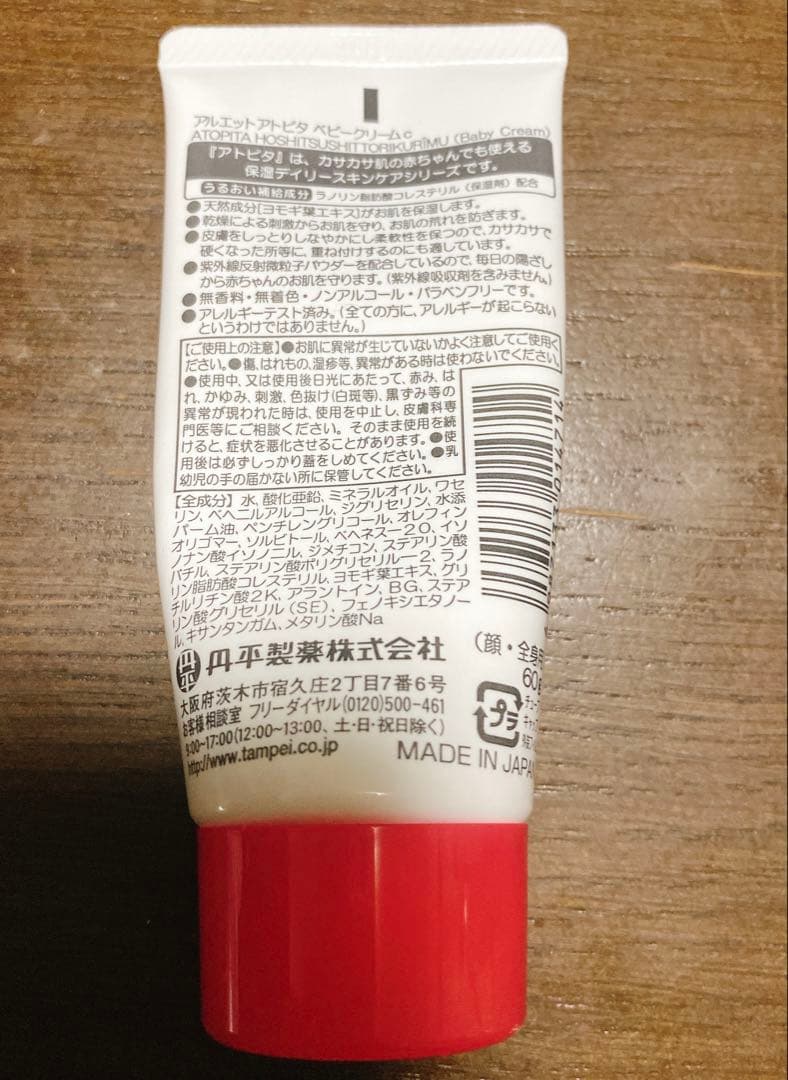 アルエットアトピタ ベビークリームc
ATOPITA HOSHITSUSHITTORIKURIMU (Baby Cream)
『アトピタ』は、カサカサ肌の赤ちゃんでも使える
保湿デイリースキンケアシリーズです。
うるおい補給成分 ラノリン脂肪酸コレステリル(保湿剤)配合
●天然成分[ヨモギ葉エキス]がお肌を保湿します。
●乾燥による刺激からお肌を守り、お肌の荒れを防ぎます。
●皮膚をしっとりしなやかにし柔軟性を保つので、カサカサで
硬くなった所等に、重ね付けするのにも適しています。
●紫外線反射微粒子パウダーを配合しているので、毎日の陽ざし
から赤ちゃんのお肌を守ります。(紫外線吸収剤を含みません。)
●無香料・無着色・ノンアルコール・パラベンフリーです。
●アレルギーテスト済み。(全ての方に、アレルギーが起こらない
というわけではありません。)
【ご使用上の注意】●お肌に異常が生じていないかよく注意してご使用く
ださい。●傷、はれもの、湿疹等、異常がある時は使わないでください。
●使用中、又は使用後日光にあたって、赤み、は
れ、かゆみ、刺激、色抜け(白斑等)、黒ずみ等の
異常が現われた時は、使用を中止し、皮膚科専
門医等にご相談ください。そのまま使用を続
けると、症状を悪化させることがあります。●使
用後は必ずしっかり蓋をしめてください。●乳
幼児の手の届かない所に保管してください。
【全成分】水、酸化亜鉛、ミネラルオイル、ワセ
リン、ベヘニルアルコール、ジグリセリン、水添
パーム油、ペンチレングリコール、オレフィン
オリゴマー、ソルビトール、ベヘネス-20、イソ
ノナン酸イソノニル、ジメチコン、ステアリン酸
バチル、ステアリン酸ポリグリセリル-2、ラノ
リン脂肪酸コレステリル、ヨモギ葉エキス、グリ
チルリチン酸2K、アラントイン、BG、ステア
リン酸グリセリル(SE)、フェノキシエタノー
ル、キサンタンガム、メタリン酸Na
丹平製薬株式会社
大阪府茨木市宿久庄2丁目7番6号
お客様相談室 フリーダイヤル(0120)500-461
9:00-17:00(12:00-13:00、土・日・祝日除く)
http://www.tampei.co.jp
(顔・全身用
60g
プラ
MADE IN JAPAN